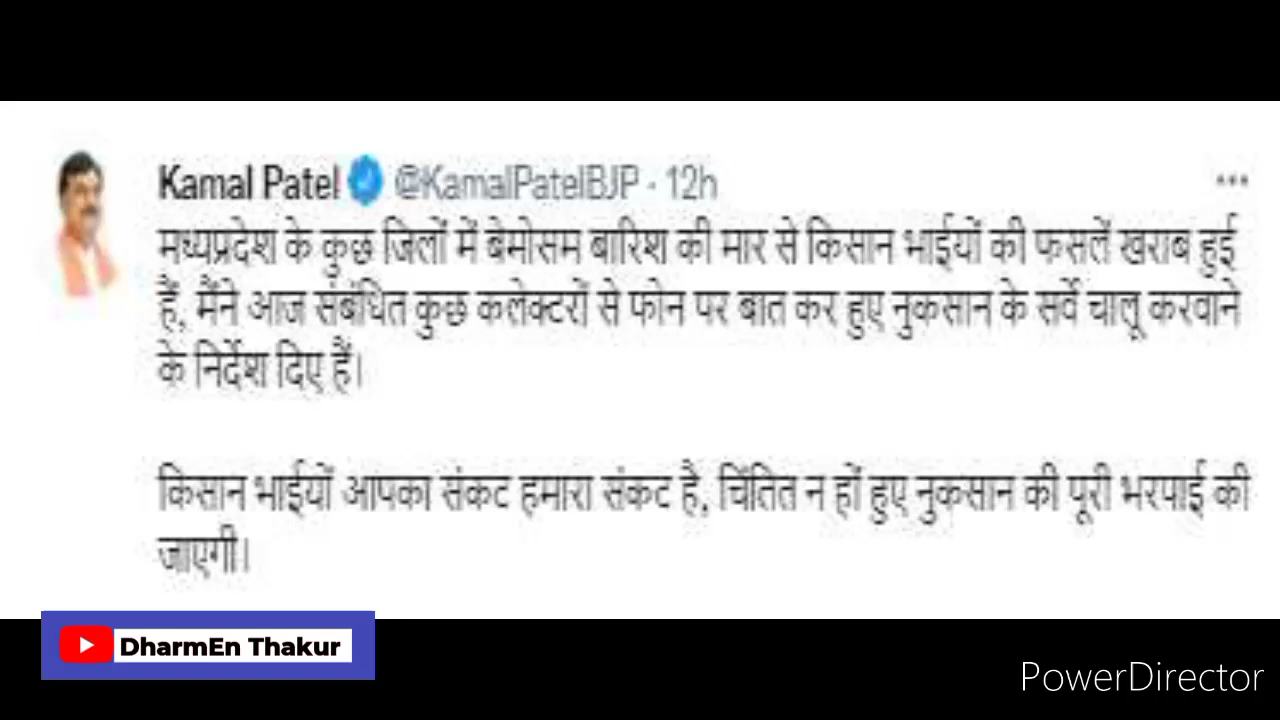 Kamal Patel @KamalPatelBJP · 12h
मध्यप्रदेश के कुछ जिलों में बेमोसम बारिश की मार से किसान भाईयों की फसलें खराब हुई
हैं, मैंने आज संबंधित कुछ कलेक्टरों से फोन पर बात कर हुए नुकसान के सर्वे चालू करवाने
के निर्देश दिए हैं।
किसान भाईयों आपका संकट हमारा संकट है, चिंतित न हों हुए नुकसान की पूरी भरपाई की
जाएगी।
DharmEn Thakur
PowerDirector